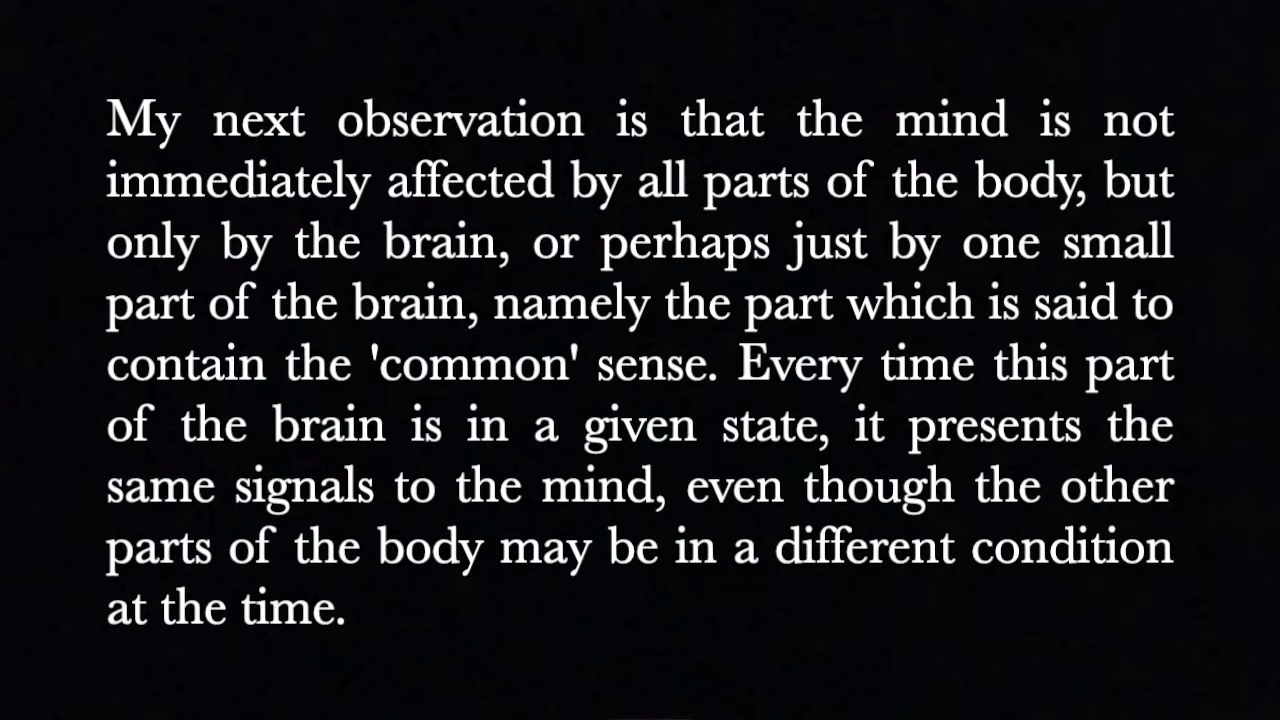 My next observation is that the mind is not
immediately affected by all parts of the body, but
only by the brain, or perhaps just by one small
part of the brain, namely the part which is said to
contain the 'common' sense. Every time this part
of the brain is in a given state, it presents the
same signals to the mind, even though the other
parts of the body may be in a different condition
at the time.